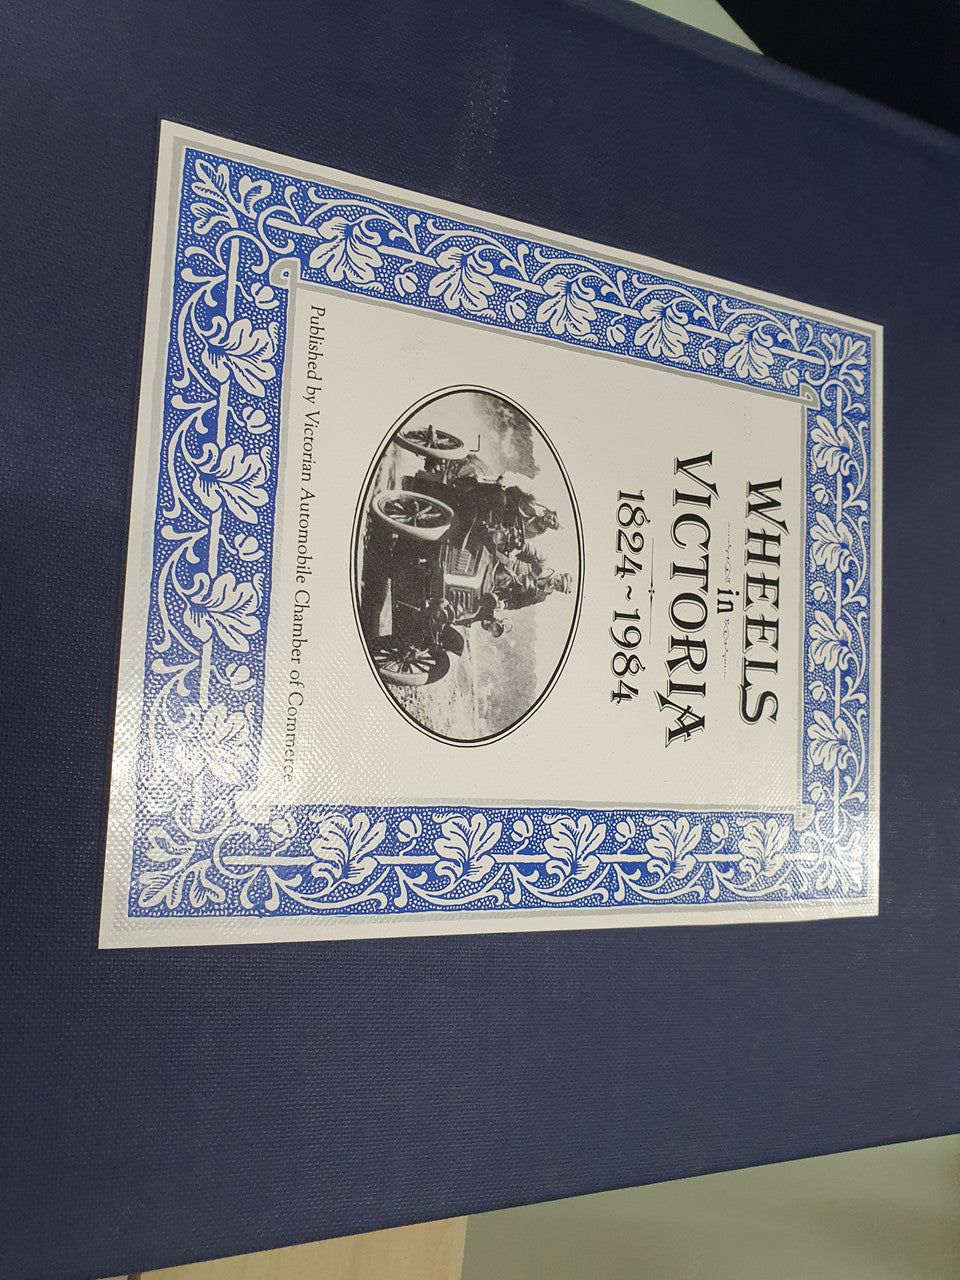 WHEELS
in
VICTORIA
1824~1984
Published by Victorian Automobile Chamber of Commerce